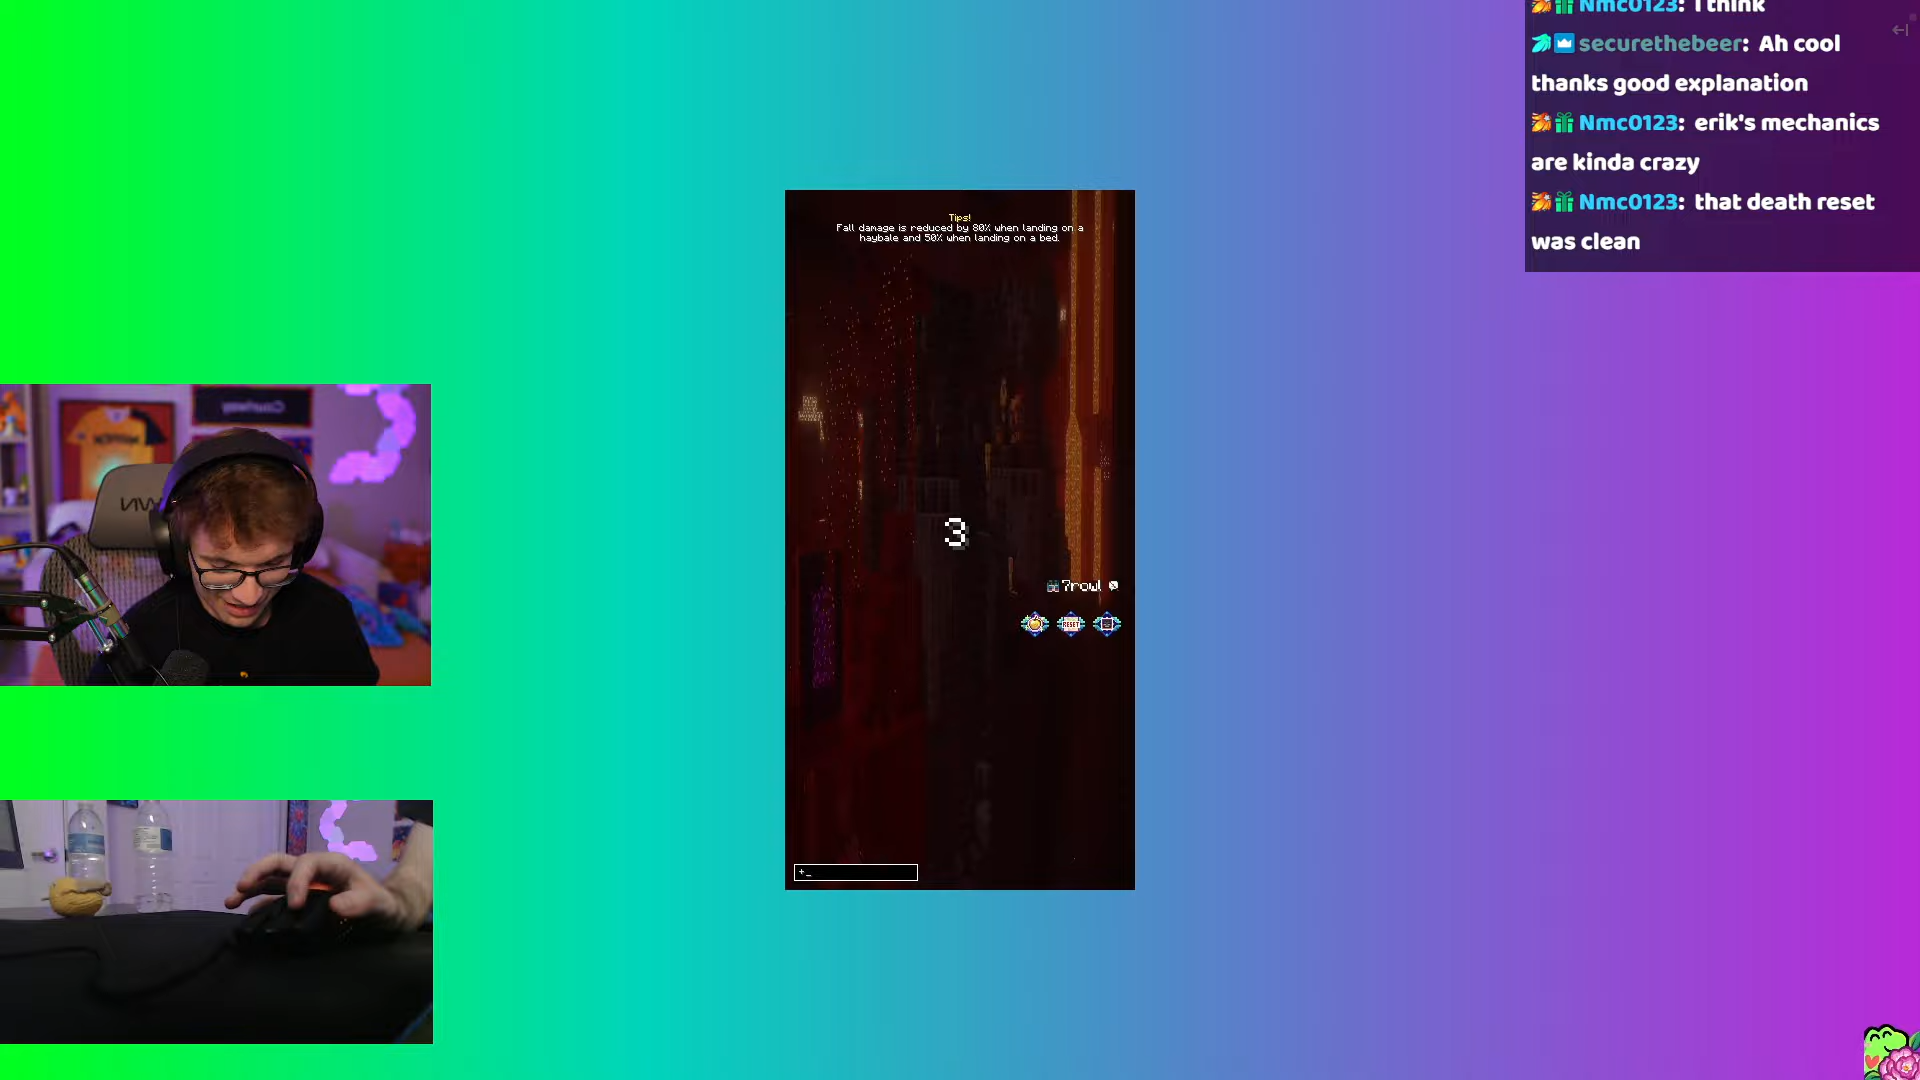 Nmc0123: I think
securethebeer: Ah cool
thanks good explanation
Nmc0123: erik's mechanics
are kinda crazy
Nmc0123: that death reset
was clean
Tips!
Fall damage is reduced by 80% when landing on a
haybale and 50% when landing on a bed.
3
7rowl
RESET
+_